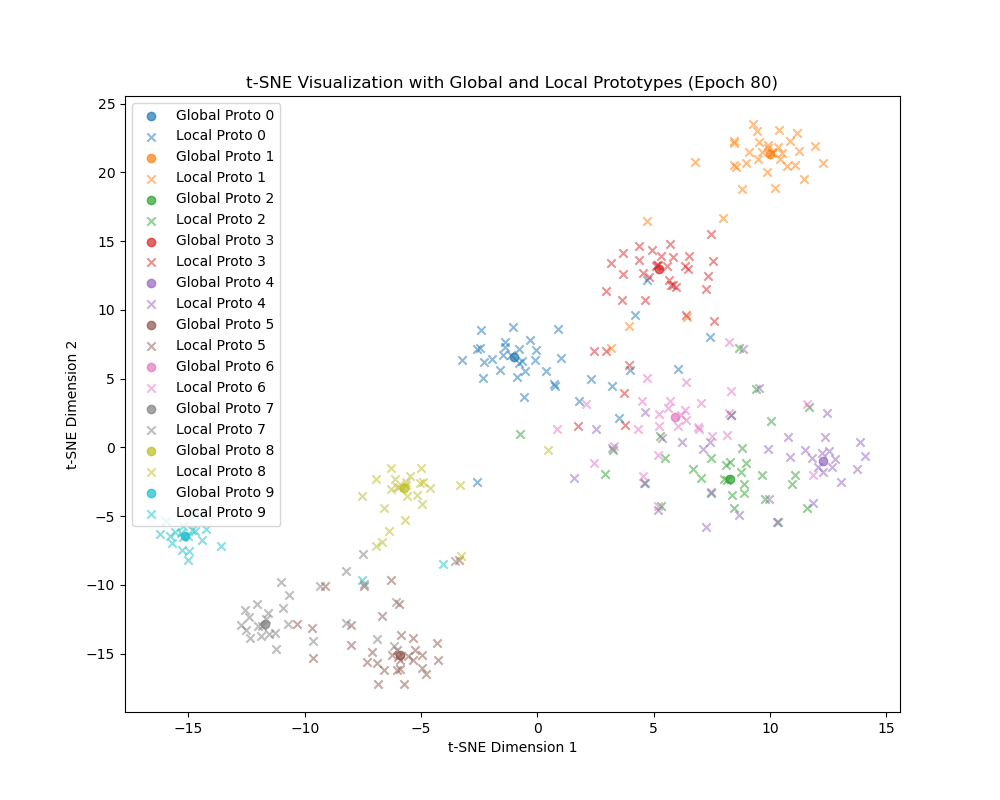 t-SNE Visualization with Global and Local Prototypes (Epoch 80)
Global Proto 0
Local Proto 0
Global Proto 1
Local Proto 1
Global Proto 2
Local Proto 2
Global Proto 3
Local Proto 3
Global Proto 4
Local Proto 4
Global Proto 5
Local Proto 5
Global Proto 6
Local Proto 6
Global Proto 7
Local Proto 7
Global Proto 8
Local Proto 8
Global Proto 9
Local Proto 9
25
20
15
10
5
0
−5
−10
−15
t-SNE Dimension 2
−15 −10 −5 0 5 10 15
t-SNE Dimension 1